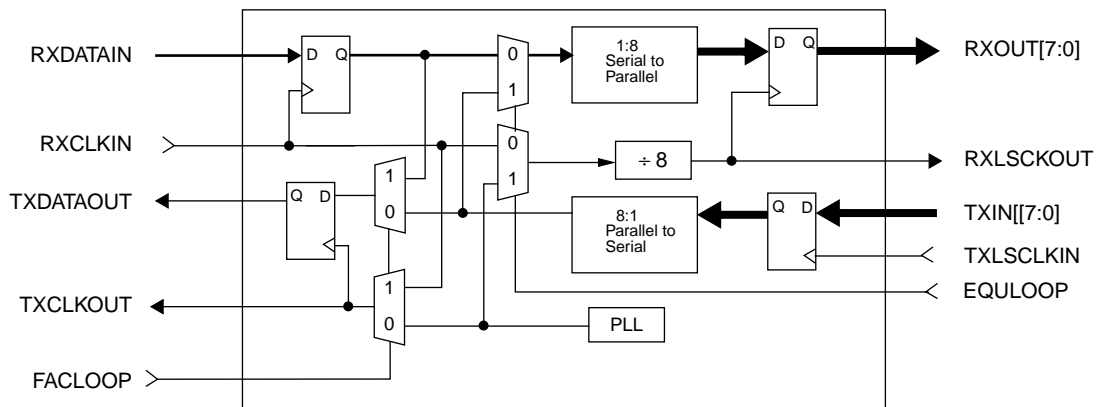 RXDATAIN
D Q
0
1
1:8
Serial to
Parallel
D Q
RXOUT[7:0]
RXCLKIN
0
1
÷ 8
RXLSCKOUT
TXDATAOUT
Q D
1
0
8:1
Parallel to
Serial
Q D
TXIN[[7:0]
TXLSCLKIN
TXCLKOUT
1
0
PLL
EQULOOP
FACLOOP